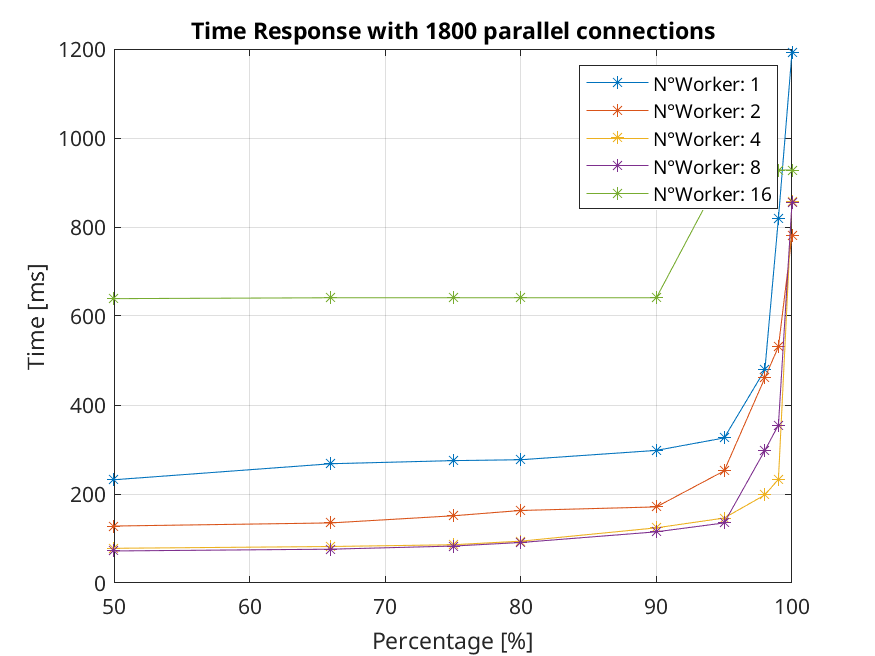 Time Response with 1800 parallel connections
1200
1000
800
600
400
200
0
Time [ms]
N°Worker: 1
N°Worker: 2
N°Worker: 4
N°Worker: 8
N°Worker: 16
50
60
70
80
90
100
Percentage [%]